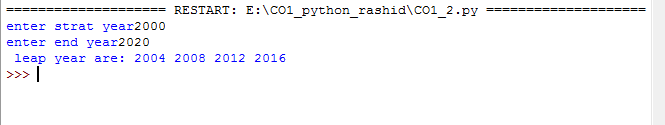 ==================== RESTART: E:\CO1_python_rashid\CO1_2.py ====================
enter strat year2000
enter end year2020
 leap year are: 2004 2008 2012 2016
>>>